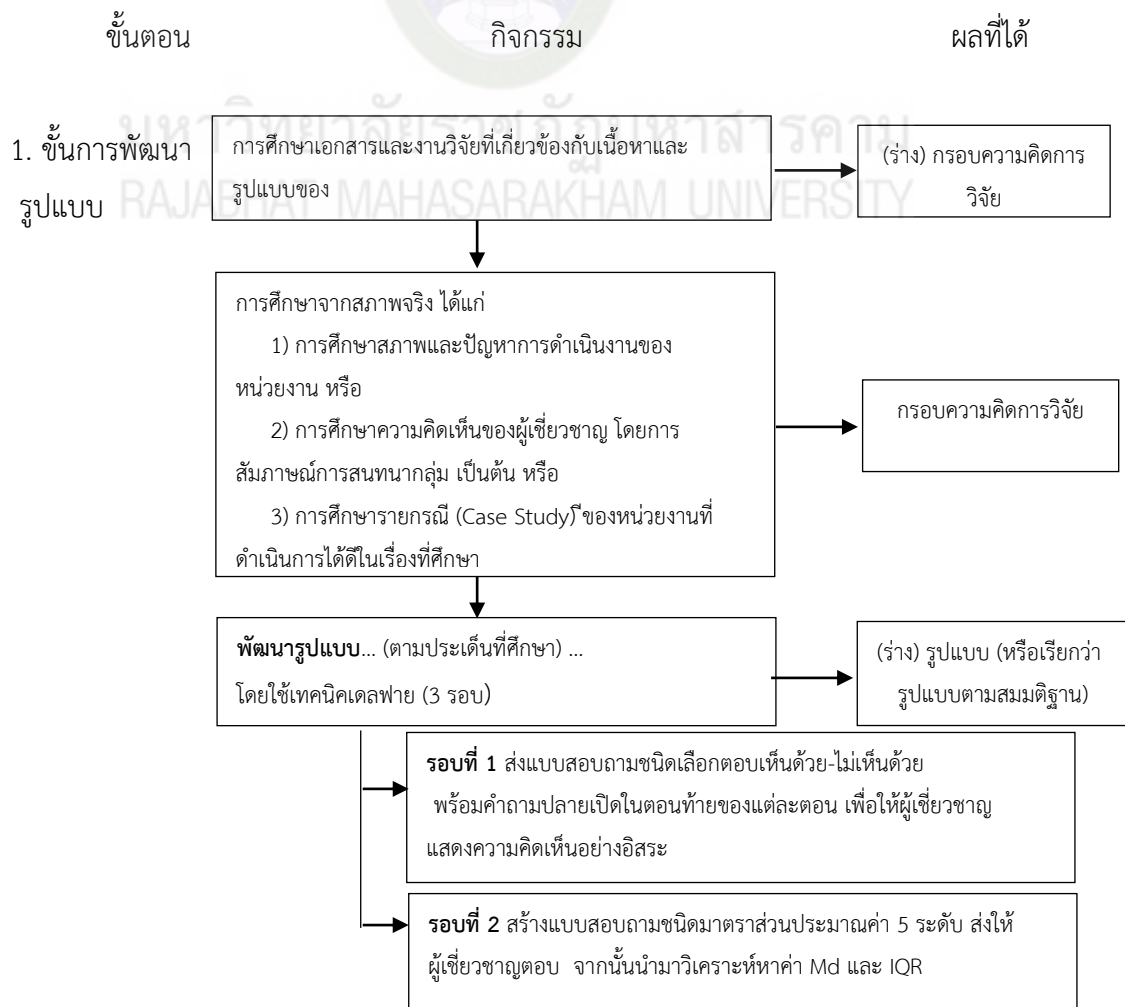 ขั้นตอน กิจกรรม ผลที่ได้
มหาวิทยาลัยราชภัฏมหาสารคาม
RAJABHAT MAHASARAKHAM UNIVERSITY
1. ขั้นการพัฒนา
รูปแบบ
การศึกษาเอกสารและงานวิจัยที่เกี่ยวข้องกับเนื้อหาและ
รูปแบบของ
(ร่าง) กรอบความคิดการ
วิจัย
การศึกษาจากสภาพจริง ได้แก่
1) การศึกษาสภาพและปัญหาการดำเนินงานของ
หน่วยงาน หรือ
2) การศึกษาความคิดเห็นของผู้เชี่ยวชาญ โดยการ
สัมภาษณ์การสนทนากลุ่ม เป็นต้น หรือ
3) การศึกษารายกรณี (Case Study) ีของหน่วยงานที่
ดำเนินการได้ดีในเรื่องที่ศึกษา
กรอบความคิดการวิจัย
พัฒนารูปแบบ... (ตามประเด็นที่ศึกษา) ...
โดยใช้เทคนิคเดลฟาย (3 รอบ)
(ร่าง) รูปแบบ (หรือเรียกว่า
รูปแบบตามสมมติฐาน)
รอบที่ 1 ส่งแบบสอบถามชนิดเลือกตอบเห็นด้วย-ไม่เห็นด้วย
พร้อมคำถามปลายเปิดในตอนท้ายของแต่ละตอน เพื่อให้ผู้เชี่ยวชาญ
แสดงความคิดเห็นอย่างอิสระ
รอบที่ 2 สร้างแบบสอบถามชนิดมาตราส่วนประมาณค่า 5 ระดับ ส่งให้
ผู้เชี่ยวชาญตอบ จากนั้นนำมาวิเคราะห์หาค่า Md และ IQR